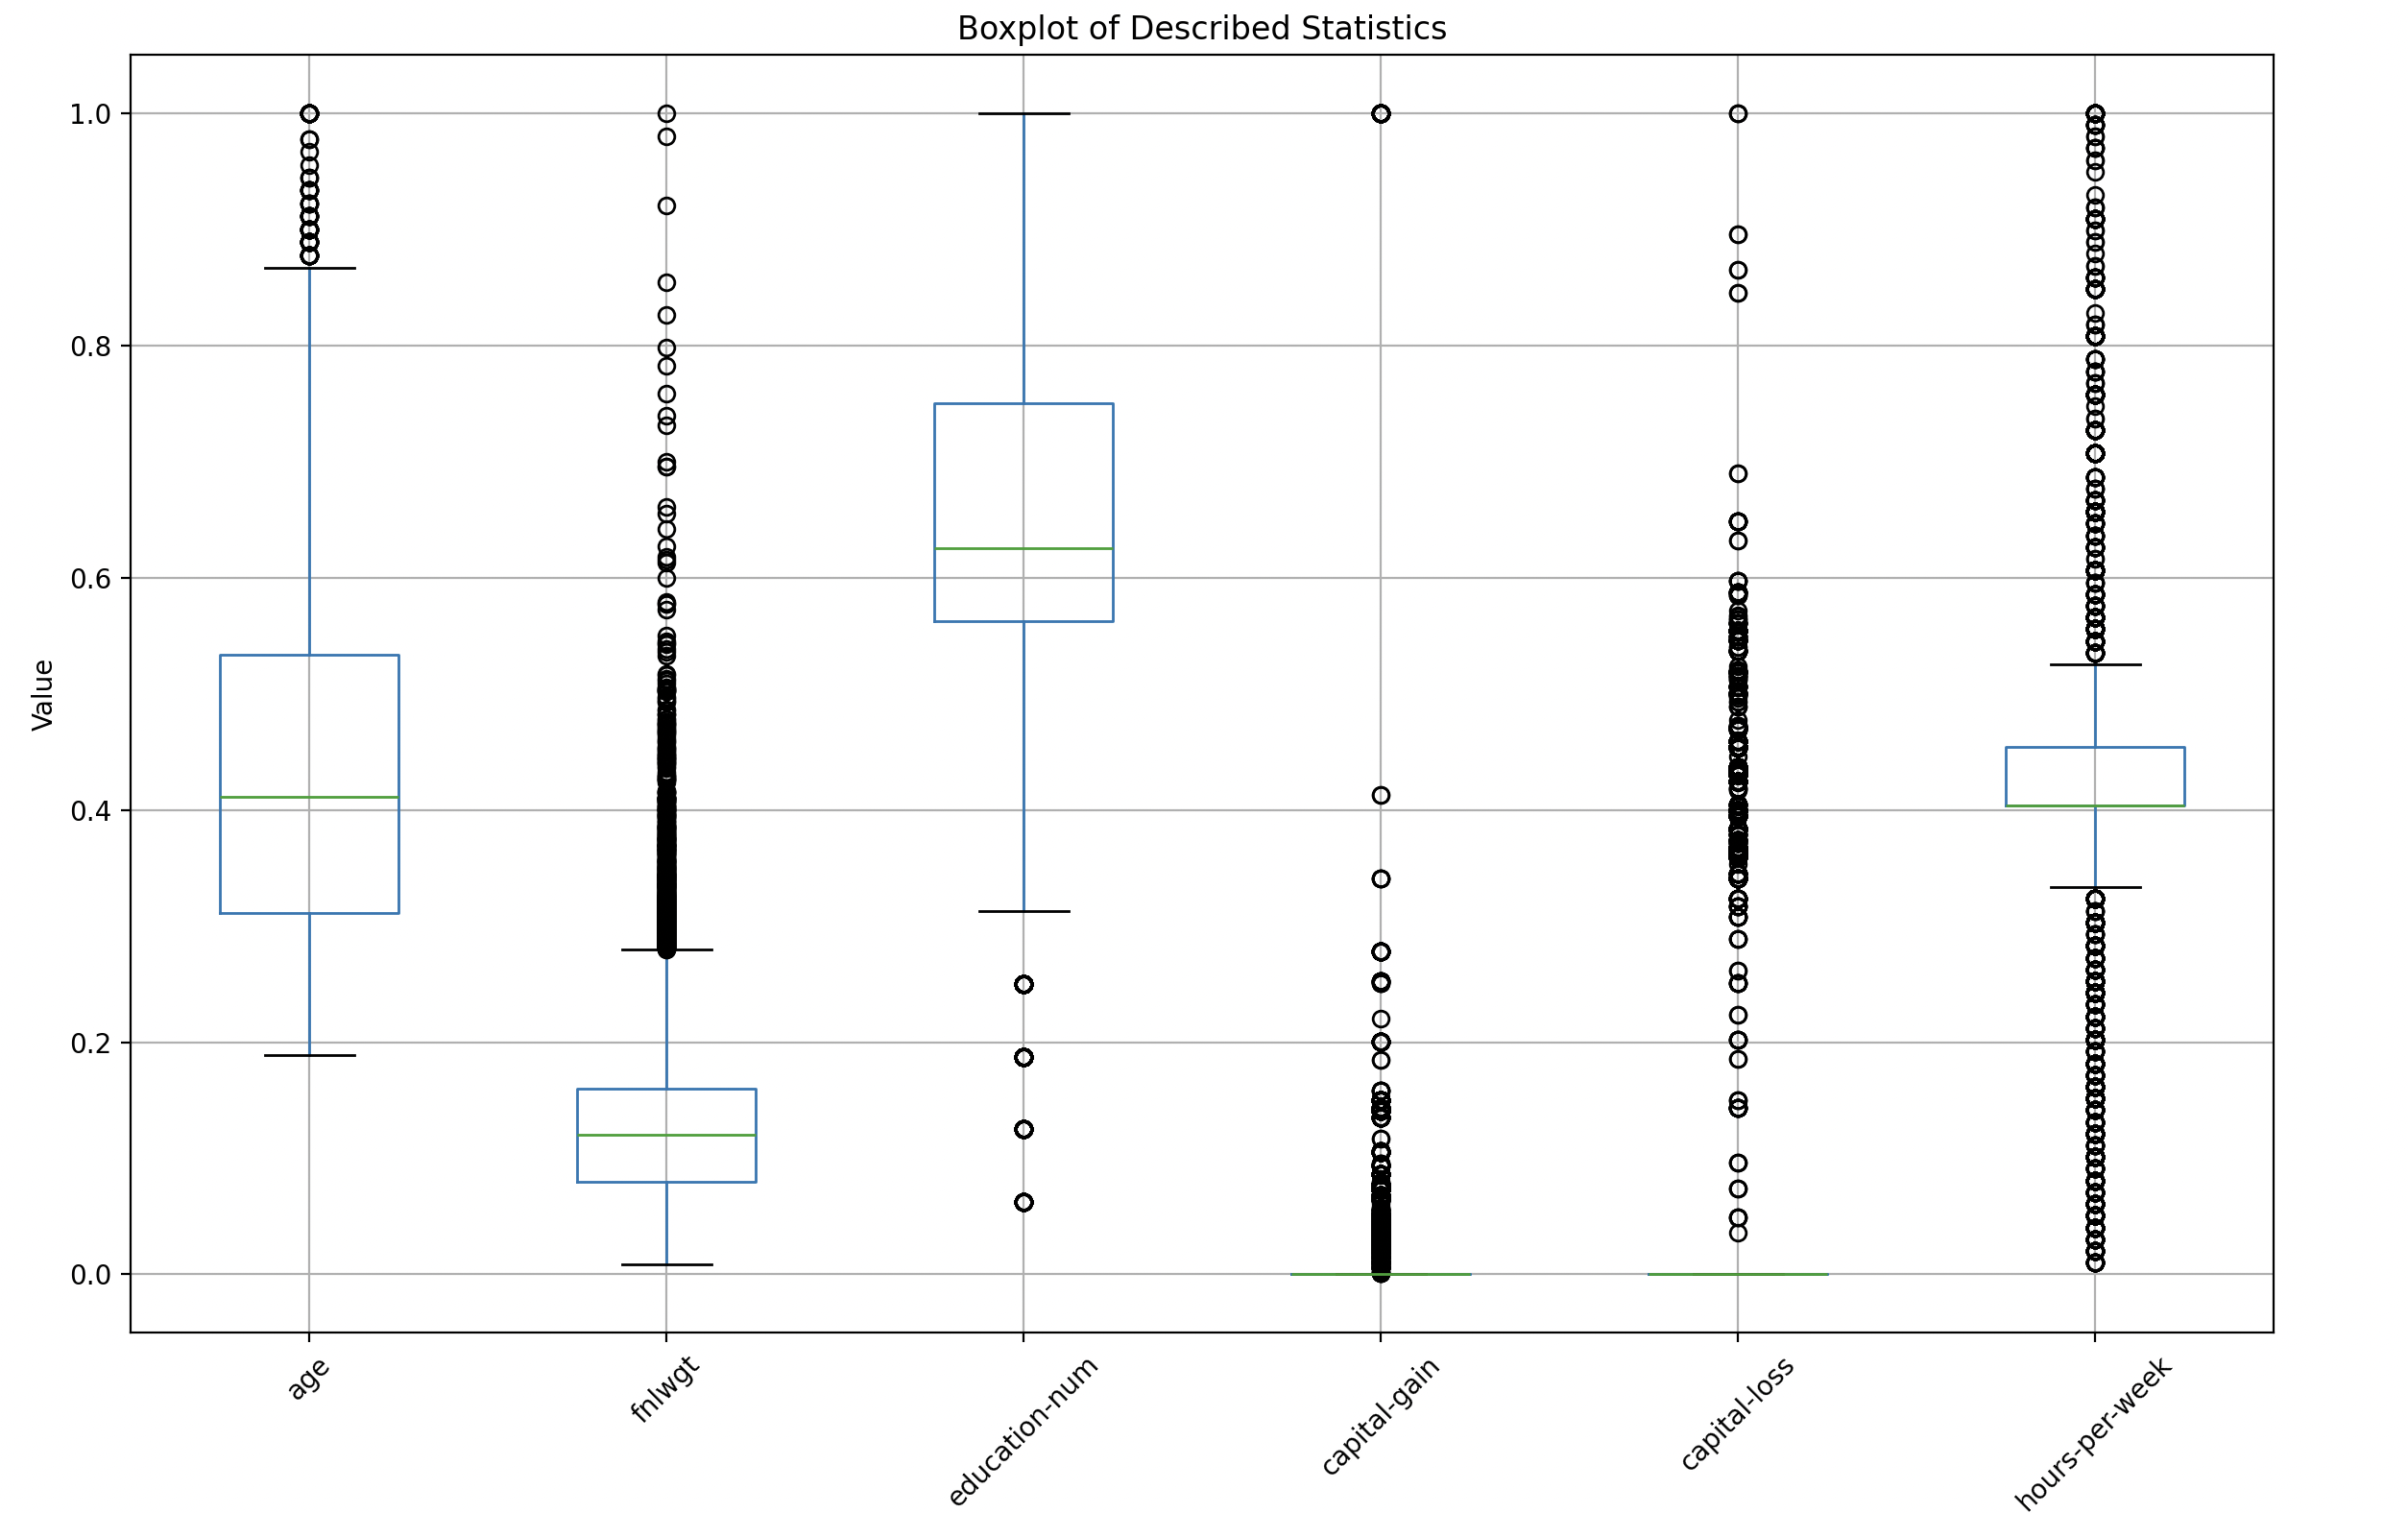 Boxplot of Described Statistics
1.0
0.8
0.6
0.4
0.2
0.0
Value
age
fnlwgt
education-num
capital-gain
capital-loss
hours-per-week